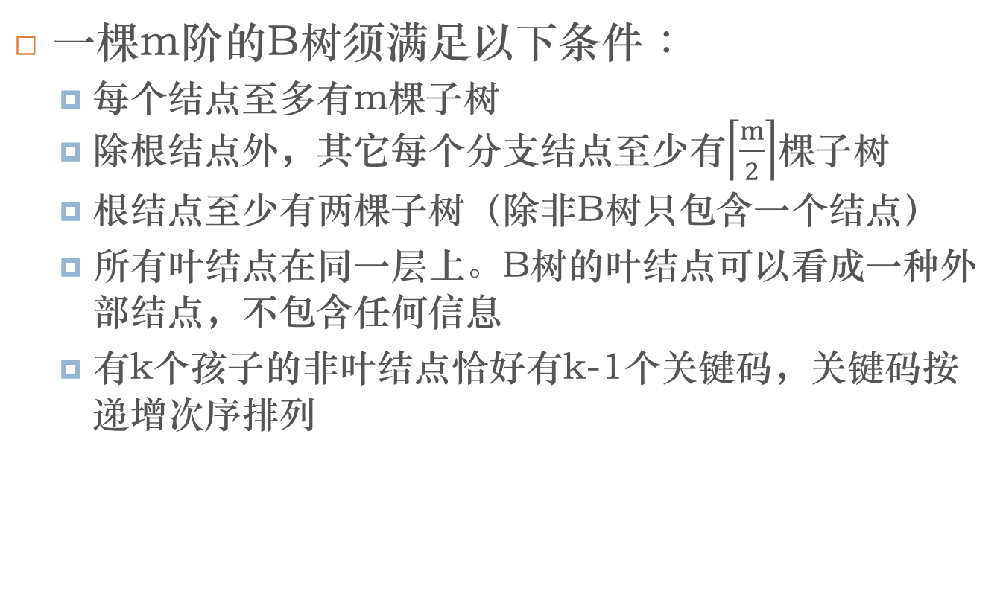 一棵m阶的B树须满足以下条件：
每个结点至多有m棵子树
除根结点外，其它每个分支结点至少有⌈m/2⌉棵子树
根结点至少有两棵子树（除非B树只包含一个结点）
所有叶结点在同一层上。B树的叶结点可以看成一种外
部结点，不包含任何信息
有k个孩子的非叶结点恰好有k-1个关键码，关键码按
递增次序排列